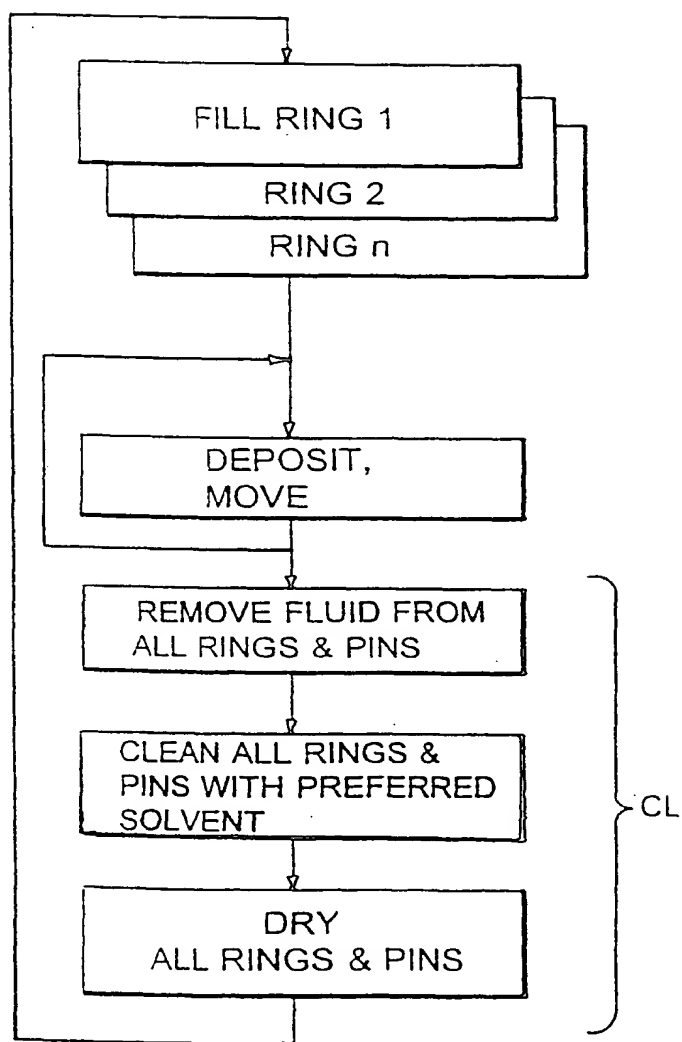 FILL RING 1
RING 2
RING n
DEPOSIT,
MOVE
REMOVE FLUID FROM
ALL RINGS & PINS
CLEAN ALL RINGS &
PINS WITH PREFERRED
SOLVENT
CL
DRY
ALL RINGS & PINS